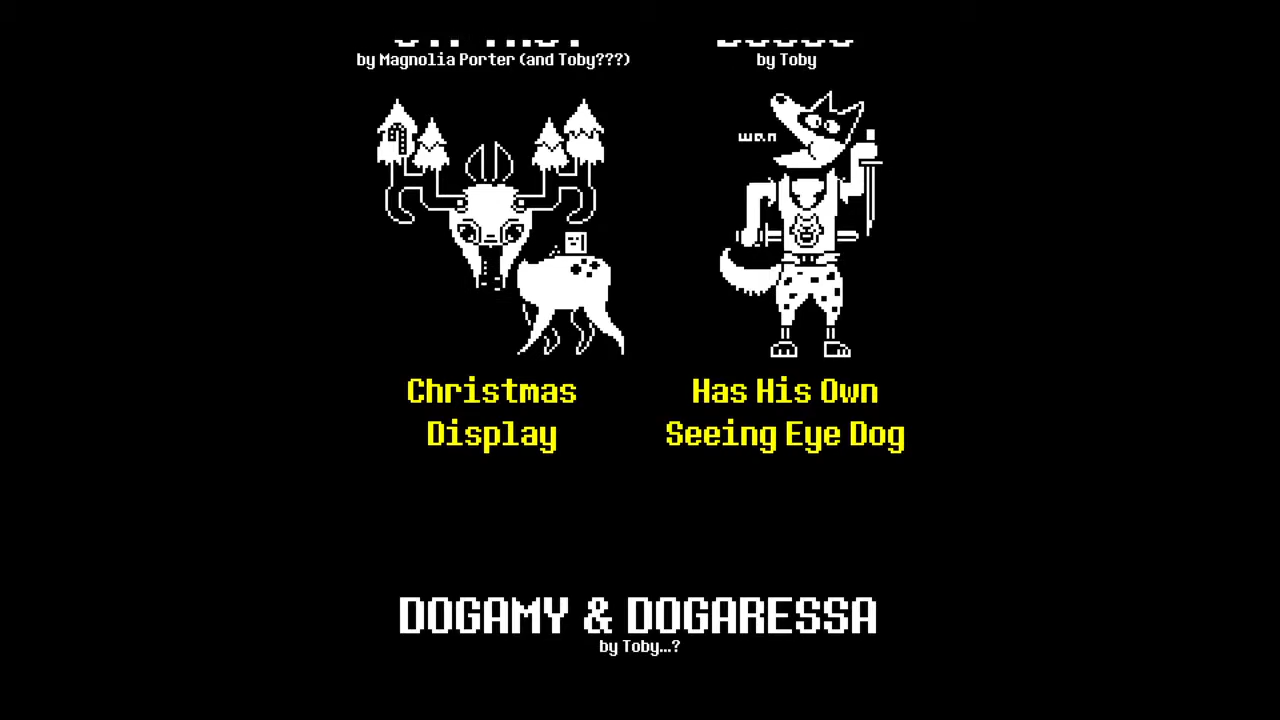 by Magnolia Porter (and Toby???)
by Toby
wan
Christmas
Display
Has His Own
Seeing Eye Dog
DOGAMY & DOGARESSA
by Toby...?